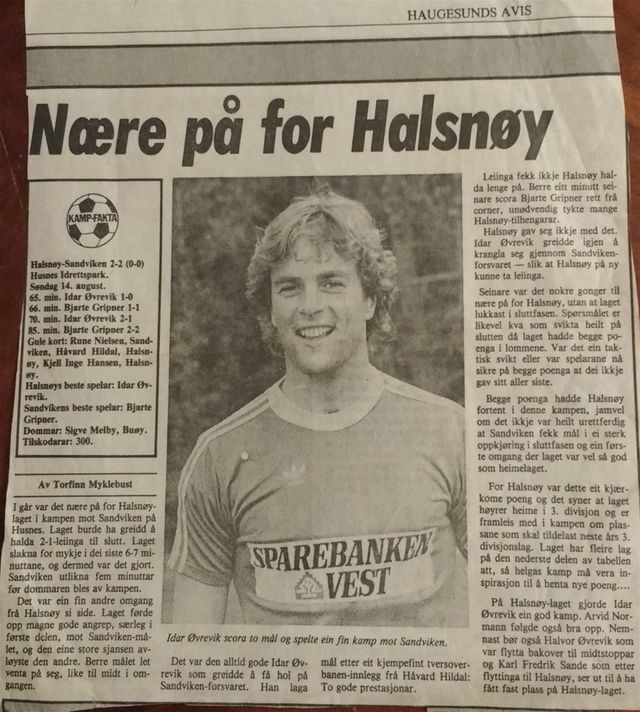 HAUGESUNDS AVIS
Nære på for Halsnøy
KAMP-FAKTA
Halsnøy-Sandviken 2-2 (0-0)
Husnes Idrettspark.
Søndag 14. august.
65. min. Idar Øvrevik 1-0
66. min. Bjarte Gripner 1-1
70. min. Idar Øvrevik 2-1
85. min. Bjarte Gripner 2-2
Gule kort: Rune Nielsen, Sand-
viken, Håvard Hildal, Halsn-
øy, Kjell Inge Hansen, Halsn-
øy.
Halsnøys beste spelar: Idar Øv-
revik.
Sandvikens beste spelar: Bjarte
Gripner.
Dommar: Sigve Melby, Buøy.
Tilskodarar: 300.
Av Torfinn Myklebust
I går var det nære på for Halsnøy-
laget i kampen mot Sandviken på
Husnes. Laget burde ha greidd å
halda 2-1-leiinga til slutt. Laget
slakna for mykje i dei siste 6-7 mi-
nuttane, og dermed var det gjort.
Sandviken utlikna fem minuttar
før dommaren bles av kampen.
Det var ein fin andre omgang
frå Halsnøy si side. Laget førde
opp magne gode angrep, særleg i
første delen, mot Sandviken-må-
let, og den eine store sjansen av-
løyste den andre. Berre målet let
venta på seg, like til midt i om-
gangen.
SPAREBANKEN
VEST
Idar Øvrevik scora to mål og spelte ein fin kamp mot Sandviken.
Det var den alltid gode Idar Øv-
revik som greidde å få hol på
Sandviken-forsvaret. Han laga
mål etter eit kjempefint tversover-
banen-innlegg frå Håvard Hildal:
To gode prestasjonar.
Leiinga fekk ikkje Halsnøy hal-
da lenge på. Berre eitt minutt sei-
nare scora Bjarte Gripner rett frå
corner, unødvendig tykte mange
Halsnøy-tilhengarar.
Halsnøy gav seg ikkje med det.
Idar Øvrevik greidde igjen å
krangla seg gjennom Sandviken-
forsvaret — slik at Halsnøy på ny
kunne ta leiinga.
Seinare var det nokre gonger til
nære på for Halsnøy, utan at laget
lukkast i sluttfasen. Spørsmålet er
likevel kva som svikta heilt på
slutten då laget hadde begge po-
enga i lommene. Var det ein tak-
tisk svikt eller var spelarane nå
sikre på begge poenga at dei ikkje
gav sitt aller siste.
Begge poenga hadde Halsnøy
fortent i denne kampen, jamvel
om det ikkje var heilt urettferdig
at Sandviken fekk mål i ei sterk
oppkjøring i sluttfasen og ein førs-
te omgang der laget var vel så god
som heimelaget.
For Halsnøy var dette eit kjær-
kome poeng og det syner at laget
høyrer heime i 3. divisjon og er
framleis med i kampen om plas-
sane som skal tildelast neste års 3.
divisjonslag. Laget har fleire lag
på den nederste delen av tabellen
att, så helgas kamp må vera in-
spirasjon til å henta nye poeng....
På Halsnøy-laget gjorde Idar
Øvrevik ein god kamp. Arvid Nor-
mann følgde også bra opp. Nem-
nast bør også Halvor Øvrevik som
var flytta bakover til midtstoppar
og Karl Fredrik Sande som etter
flyttinga til Halsnøy, ser ut til å ha
fått fast plass på Halsnøy-laget.